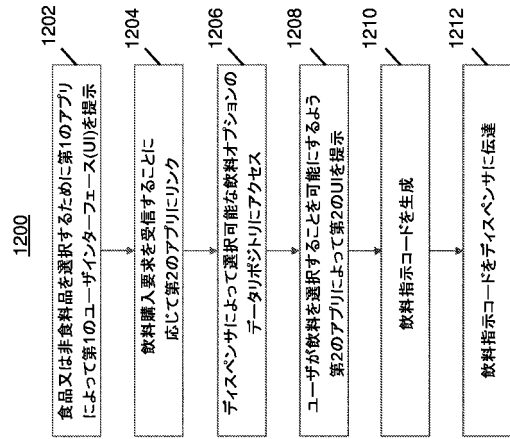 1200
食品又は非食料品を選択するために第1のアプリ
によって第1のユーザインターフェース(UI)を提示
1202
飲料購入要求を受信することに
応じて第2のアプリにリンク
1204
ディスペンサによって選択可能な飲料オプションの
データリポジトリにアクセス
1206
ユーザが飲料を選択することを可能にするよう
第2のアプリによって第2のUIを提示
1208
飲料指示コードを生成
1210
飲料指示コードをディスペンサに伝達
1212